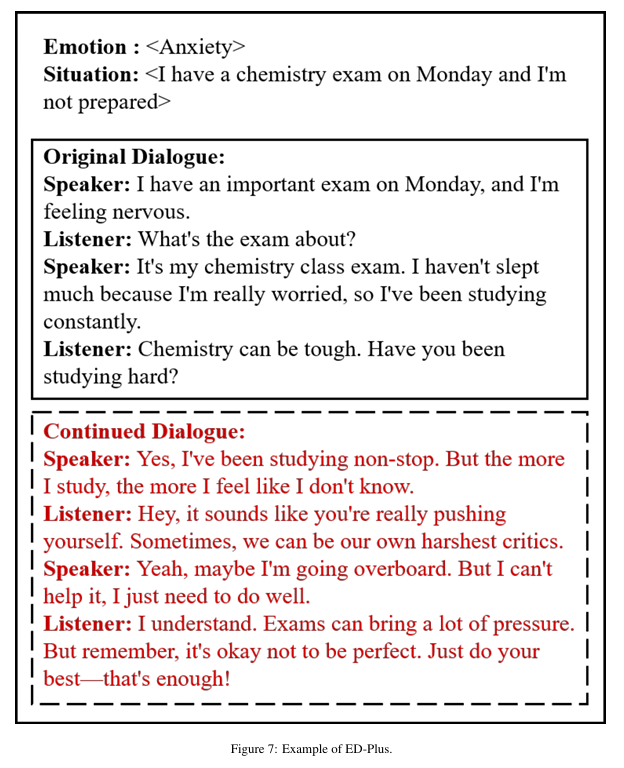 Emotion : <Anxiety>
Situation: <I have a chemistry exam on Monday and I'm
not prepared>
Original Dialogue:
Speaker: I have an important exam on Monday, and I'm
feeling nervous.
Listener: What's the exam about?
Speaker: It's my chemistry class exam. I haven't slept
much because I'm really worried, so I've been studying
constantly.
Listener: Chemistry can be tough. Have you been
studying hard?
Continued Dialogue:
Speaker: Yes, I've been studying non-stop. But the more
I study, the more I feel like I don't know.
Listener: Hey, it sounds like you're really pushing
yourself. Sometimes, we can be our own harshest critics.
Speaker: Yeah, maybe I'm going overboard. But I can't
help it, I just need to do well.
Listener: I understand. Exams can bring a lot of pressure.
But remember, it's okay not to be perfect. Just do your
best—that's enough!
Figure 7: Example of ED-Plus.